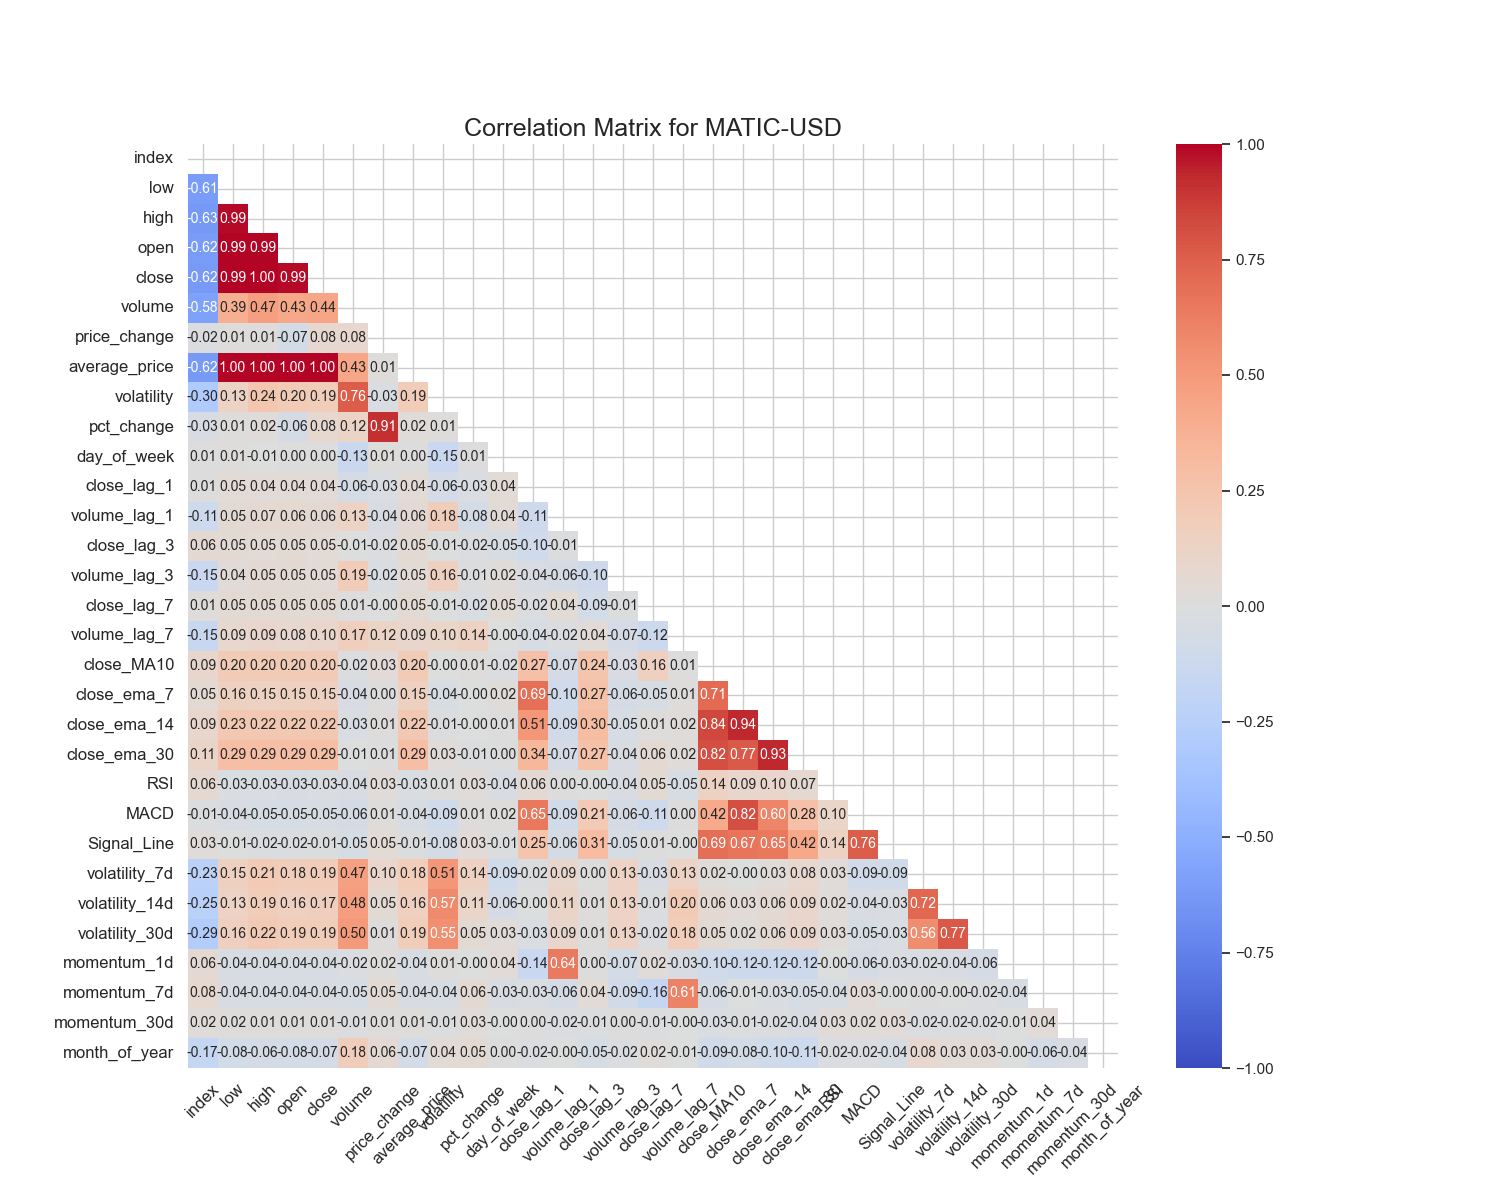 Correlation Matrix for MATIC-USD
index
low -0.61
high -0.63 0.99
open -0.62 0.99 0.99
close -0.62 0.99 1.00 0.99
volume -0.58 0.39 0.47 0.43 0.44
price_change -0.02 0.01 0.01 -0.07 0.08 0.08
average_price -0.62 1.00 1.00 1.00 1.00 0.43 0.01
volatility -0.30 0.13 0.24 0.20 0.19 0.76 -0.03 0.19
pct_change -0.03 0.01 0.02 -0.06 0.08 0.12 0.91 0.02 0.01
day_of_week 0.01 0.01 -0.01 0.00 0.00 -0.13 0.01 0.00 -0.15 0.01
close_lag_1 0.01 0.05 0.04 0.04 0.04 -0.06 -0.03 0.04 -0.06 -0.03 0.04
volume_lag_1 -0.11 0.05 0.07 0.06 0.06 0.13 -0.04 0.06 0.18 -0.08 0.04 -0.11
close_lag_3 0.06 0.05 0.05 0.05 0.05 -0.01 -0.02 0.05 -0.01 -0.02 -0.05 -0.10 -0.01
volume_lag_3 -0.15 0.04 0.05 0.05 0.05 0.19 -0.02 0.05 0.16 -0.01 0.02 -0.04 -0.06 -0.10
close_lag_7 0.01 0.05 0.05 0.05 0.05 0.01 -0.00 0.05 -0.01 -0.02 0.05 -0.02 0.04 -0.09 -0.01
volume_lag_7 -0.15 0.09 0.09 0.08 0.10 0.17 0.12 0.09 0.10 0.14 -0.00 -0.04 -0.02 0.04 -0.07 -0.12
close_MA10 0.09 0.20 0.20 0.20 0.20 -0.02 0.03 0.20 -0.00 0.01 -0.02 0.27 -0.07 0.24 -0.03 0.16 0.01
close_ema_7 0.05 0.16 0.15 0.15 0.15 -0.04 0.00 0.15 -0.04 -0.00 0.02 0.69 -0.10 0.27 -0.06 -0.05 0.01 0.71
close_ema_14 0.09 0.23 0.22 0.22 0.22 -0.03 0.01 0.22 -0.01 -0.00 0.01 0.51 -0.09 0.30 -0.05 0.01 0.02 0.84 0.94
close_ema_30 0.11 0.29 0.29 0.29 0.29 -0.01 0.01 0.29 0.03 -0.01 0.00 0.34 -0.07 0.27 -0.04 0.06 0.02 0.82 0.77 0.93
RSI 0.06 -0.03 -0.03 -0.03 -0.03 -0.04 0.03 -0.03 0.01 0.03 -0.04 0.06 0.00 -0.00 -0.04 0.05 -0.05 0.14 0.09 0.10 0.07
MACD -0.01 -0.04 -0.05 -0.05 -0.05 -0.06 0.01 -0.04 -0.09 0.01 0.02 0.65 -0.09 0.21 -0.06 -0.11 0.00 0.42 0.82 0.60 0.28 0.10
Signal_Line 0.03 -0.01 -0.02 -0.02 -0.01 -0.05 0.05 -0.01 -0.08 0.03 -0.01 0.25 -0.06 0.31 -0.05 0.01 -0.00 0.69 0.67 0.65 0.42 0.14 0.76
volatility_7d -0.23 0.15 0.21 0.18 0.19 0.47 0.10 0.18 0.51 0.14 -0.09 -0.02 0.09 0.00 0.13 -0.03 0.13 0.02 -0.00 0.03 0.08 0.03 -0.09 -0.09
volatility_14d -0.25 0.13 0.19 0.16 0.17 0.48 0.05 0.16 0.57 0.11 -0.06 -0.00 0.11 0.01 0.13 -0.01 0.20 0.06 0.03 0.06 0.09 0.02 -0.04 -0.03 0.72
volatility_30d -0.29 0.16 0.22 0.19 0.19 0.50 0.01 0.19 0.55 0.05 0.03 -0.03 0.09 0.01 0.13 -0.02 0.18 0.05 0.02 0.06 0.09 0.03 -0.05 -0.03 0.56 0.77
momentum_1d 0.06 -0.04 -0.04 -0.04 -0.04 -0.02 0.02 -0.04 0.01 -0.00 0.04 -0.14 0.64 0.00 -0.07 0.02 -0.03 -0.10 -0.12 -0.12 -0.12 -0.00 -0.06 -0.03 -0.02 -0.04 -0.06
momentum_7d 0.08 -0.04 -0.04 -0.04 -0.04 -0.05 0.05 -0.04 -0.04 0.06 -0.03 -0.03 -0.06 0.04 -0.09 -0.16 0.61 -0.06 -0.01 -0.03 -0.05 -0.04 0.03 -0.00 0.00 -0.00 -0.02 -0.04
momentum_30d 0.02 0.02 0.01 0.01 0.01 -0.01 0.01 0.01 -0.01 0.03 -0.00 0.00 -0.02 -0.01 0.00 -0.01 -0.00 -0.03 -0.01 -0.02 -0.04 0.03 0.02 0.03 -0.02 -0.02 -0.02 -0.01 0.04
month_of_year -0.17 -0.08 -0.06 -0.08 -0.07 0.18 0.06 -0.07 0.04 0.05 0.00 -0.02 -0.00 -0.05 -0.02 0.02 -0.01 -0.09 -0.08 -0.10 -0.11 -0.02 -0.02 -0.04 0.08 0.03 0.03 -0.00 -0.06 -0.04
index low high open close volume price_change average_price volatility pct_change day_of_week close_lag_1 volume_lag_1 close_lag_3 volume_lag_3 close_lag_7 volume_lag_7 close_MA10 close_ema_7 close_ema_14 close_ema_30 RSI MACD Signal_Line volatility_7d volatility_14d volatility_30d momentum_1d momentum_7d momentum_30d month_of_year
1.00
0.75
0.50
0.25
0.00
−0.25
−0.50
−0.75
−1.00